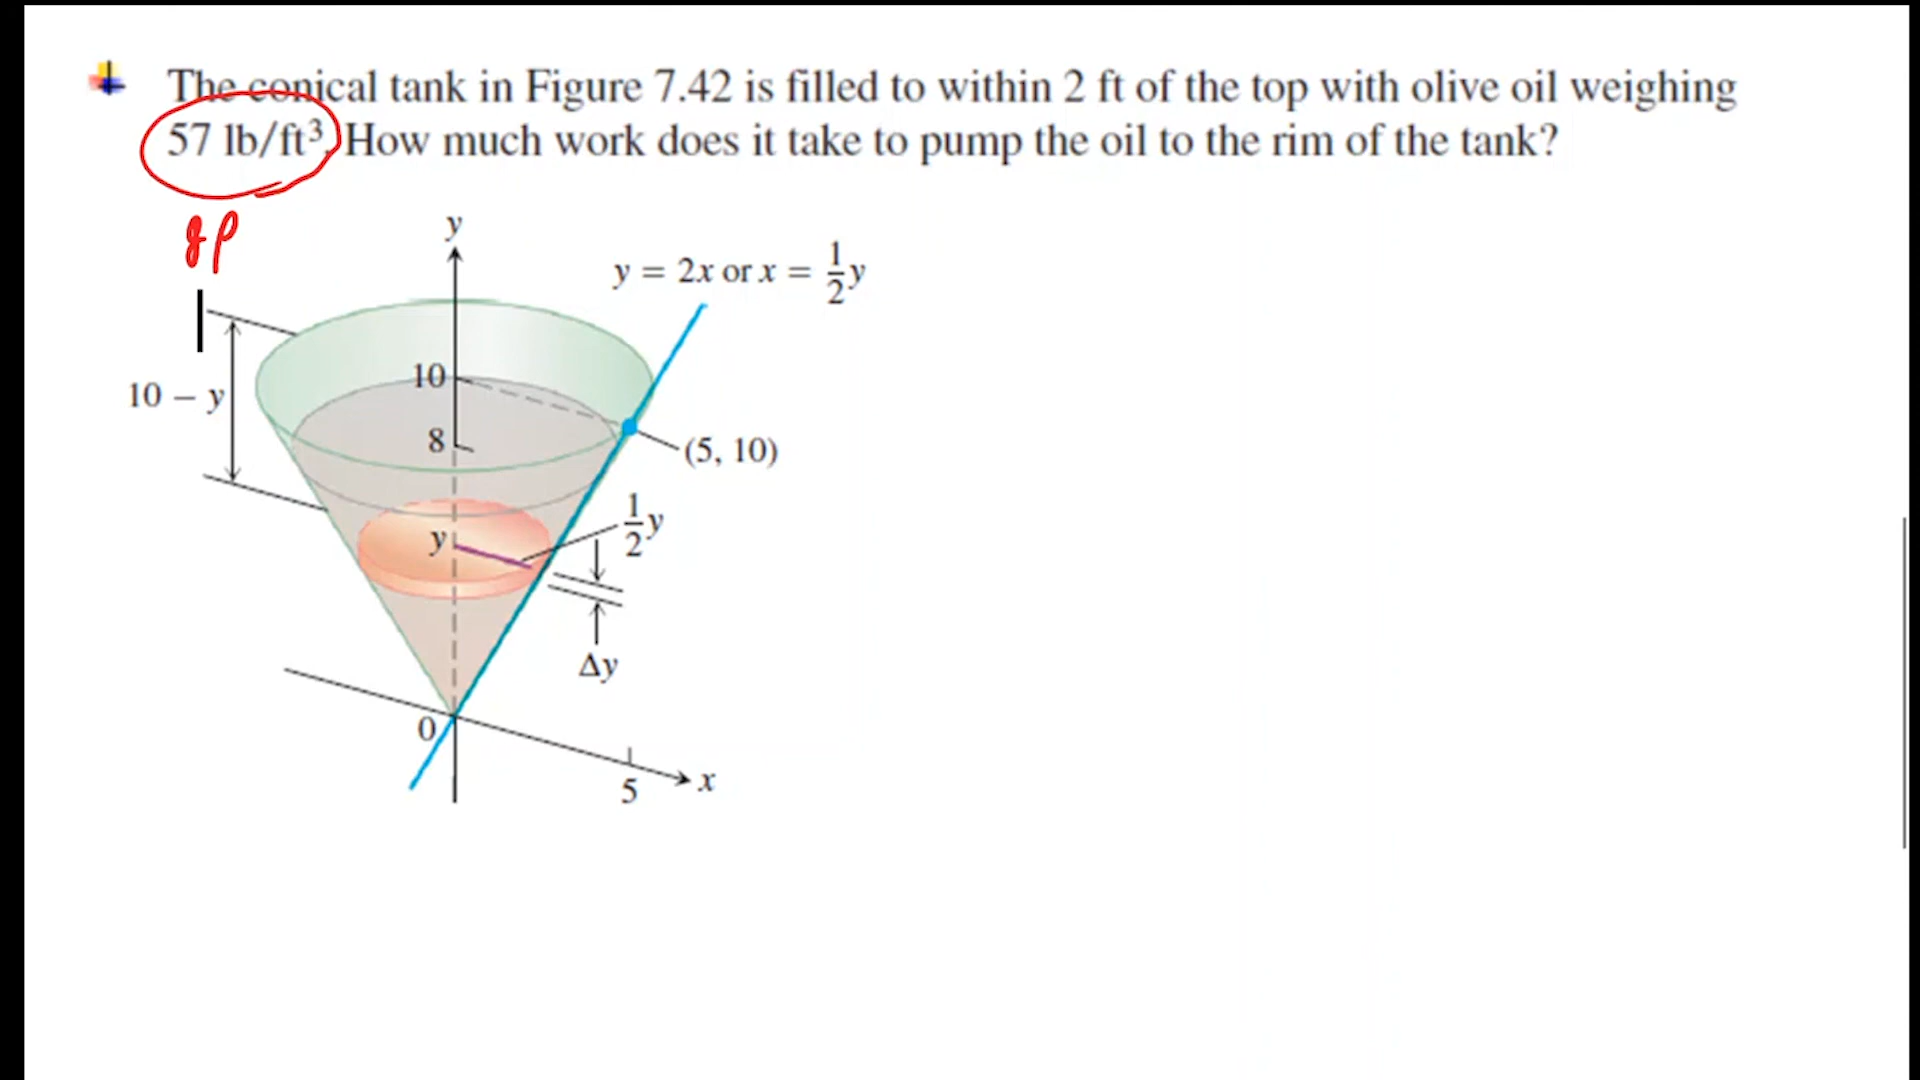 The conical tank in Figure 7.42 is filled to within 2 ft of the top with olive oil weighing
57 lb/ft³. How much work does it take to pump the oil to the rim of the tank?
gρ
y
y = 2x or x = 1/2 y
10 – y
10
8
(5, 10)
1/2 y
y
Δy
0
5
x